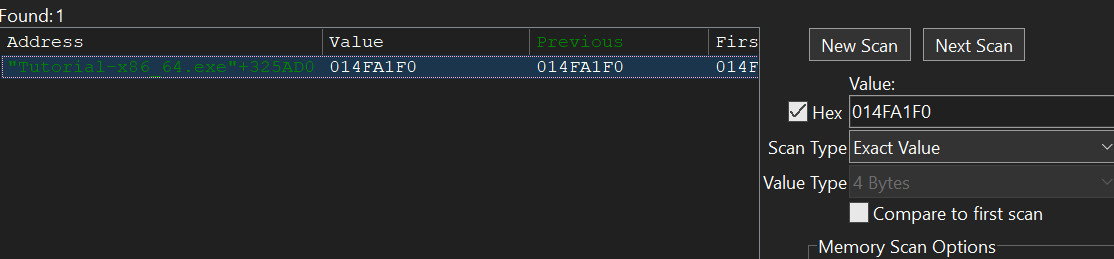 Found: 1
Address Value Previous Firs
"Tutorial-x86_64.exe"+325AD0 014FA1F0 014FA1F0 014F
New Scan Next Scan
Value:
Hex 014FA1F0
Scan Type Exact Value
Value Type 4 Bytes
Compare to first scan
Memory Scan Options